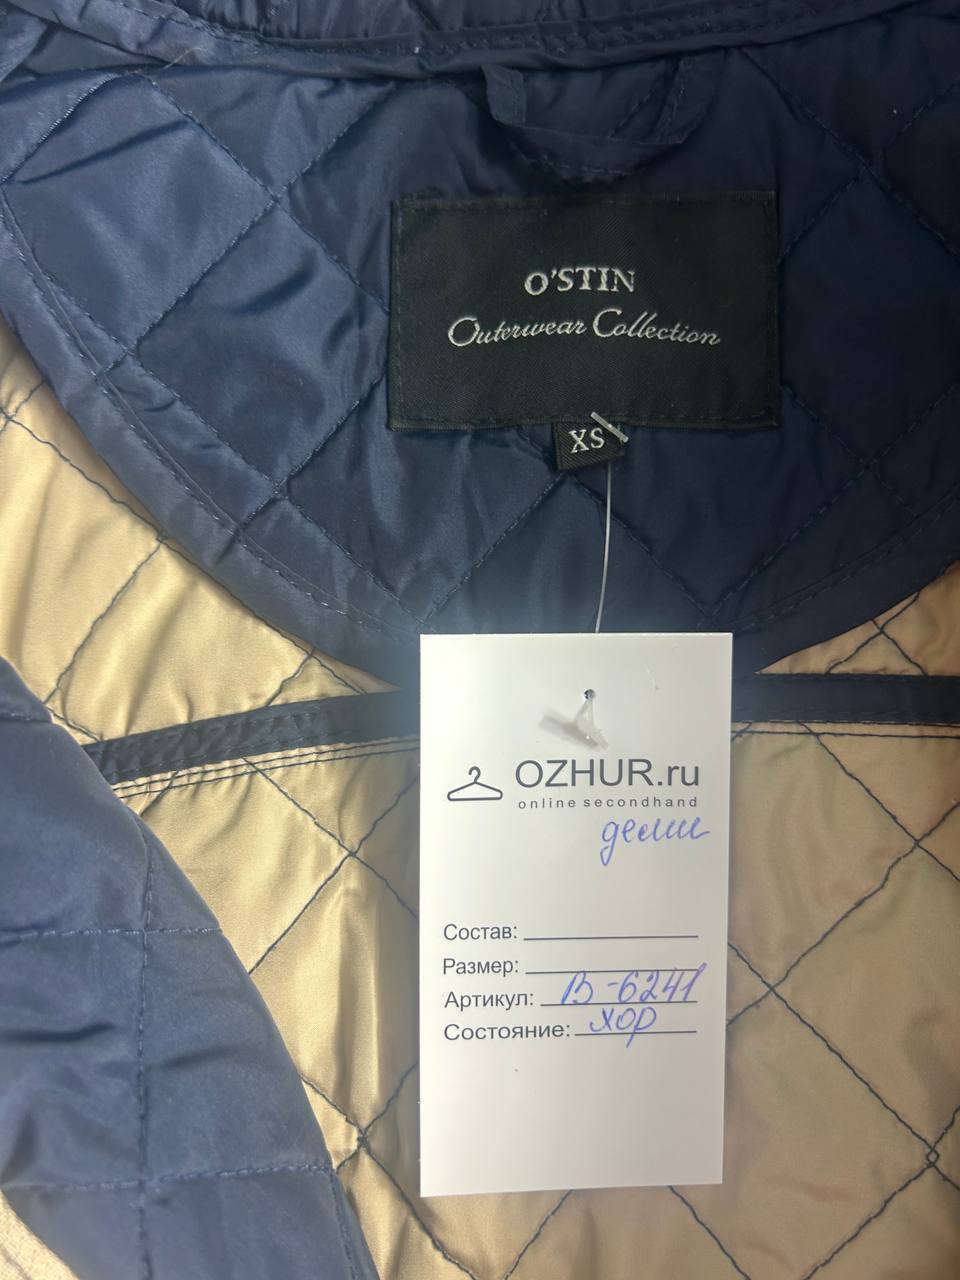 O'STIN
Outerwear Collection
XS
OZHUR.ru
online secondhand
деми
Состав:
Размер:
Артикул: В-6241
Состояние: хор